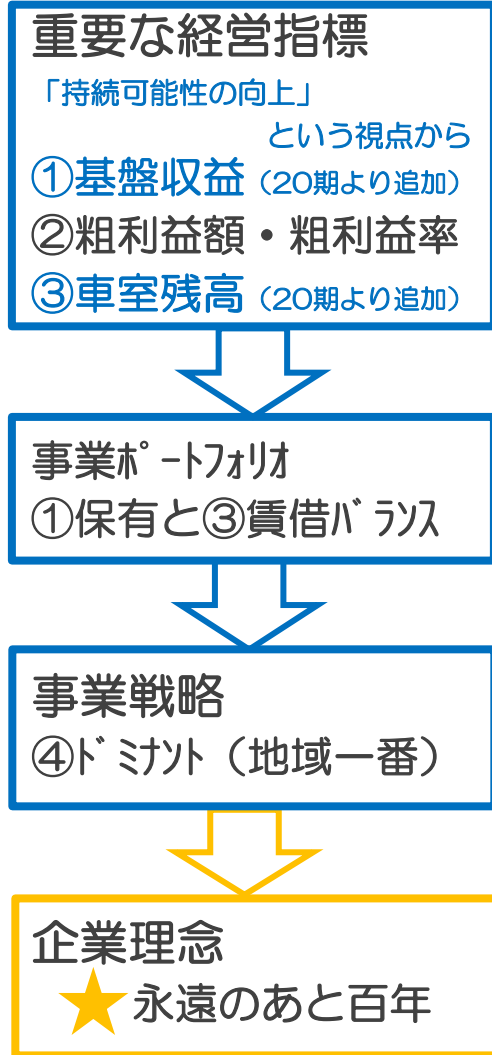 重要な経営指標
「持続可能性の向上」
という視点から
①基盤収益（20期より追加）
②粗利益額・粗利益率
③車室残高（20期より追加）
事業ﾎﾟｰﾄﾌｫﾘｵ
①保有と③賃借ﾊﾞﾗﾝｽ
事業戦略
④ﾄﾞﾐﾅﾝﾄ（地域一番）
企業理念
★永遠のあと百年